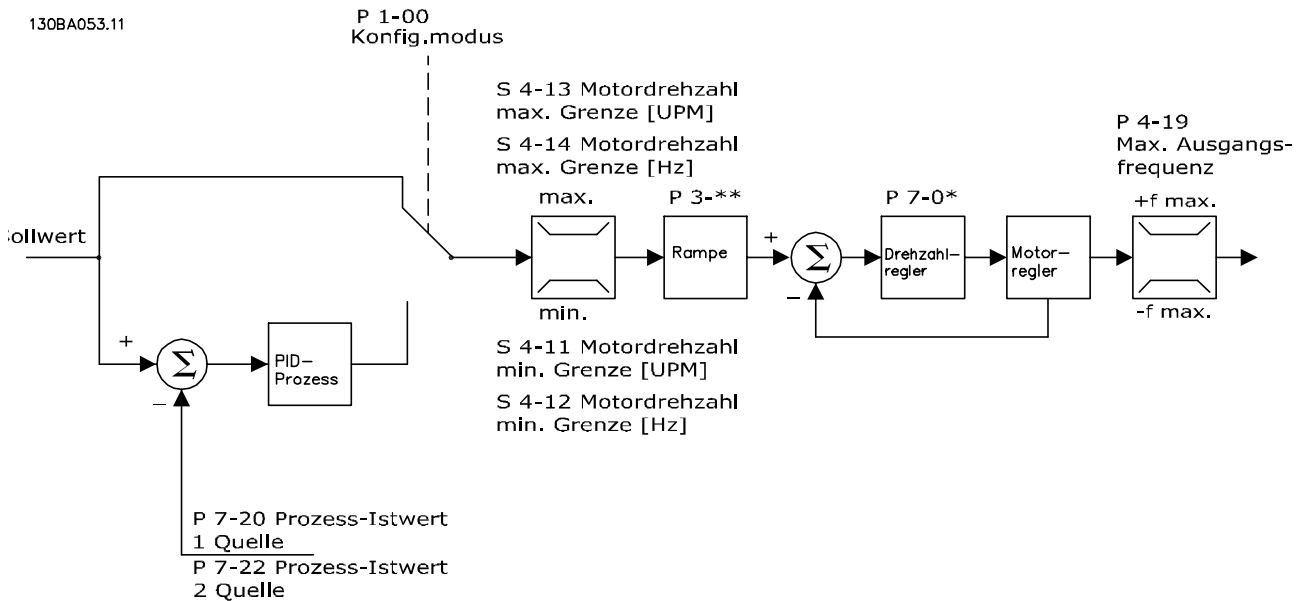 130BA053.11
P 1-00
Konfig.modus
S 4-13 Motordrehzahl
max. Grenze [UPM]
S 4-14 Motordrehzahl
max. Grenze [Hz]
P 4-19
Max. Ausgangs-
frequenz
max.
P 3-**
P 7-0*
+f max.
ollwert
Rampe
+
Σ
−
Drehzahl-
regler
Motor-
regler
min.
-f max.
+
Σ
−
PID-
Prozess
S 4-11 Motordrehzahl
min. Grenze [UPM]
S 4-12 Motordrehzahl
min. Grenze [Hz]
P 7-20 Prozess-Istwert
1 Quelle
P 7-22 Prozess-Istwert
2 Quelle